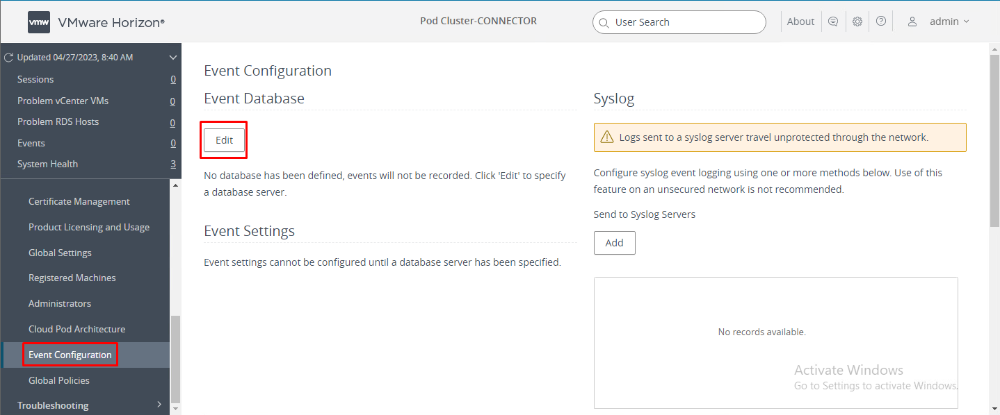 vmw VMware Horizon®
Pod Cluster-CONNECTOR
User Search
About
admin
Updated 04/27/2023, 8:40 AM
Sessions 0
Problem vCenter VMs 0
Problem RDS Hosts 0
Events 0
System Health 3
Certificate Management
Product Licensing and Usage
Global Settings
Registered Machines
Administrators
Cloud Pod Architecture
Event Configuration
Global Policies
Troubleshooting
Event Configuration
Event Database
Edit
No database has been defined, events will not be recorded. Click 'Edit' to specify
a database server.
Event Settings
Event settings cannot be configured until a database server has been specified.
Syslog
Logs sent to a syslog server travel unprotected through the network.
Configure syslog event logging using one or more methods below. Use of this
feature on an unsecured network is not recommended.
Send to Syslog Servers
Add
No records available.
Activate Windows
Go to Settings to activate Windows.